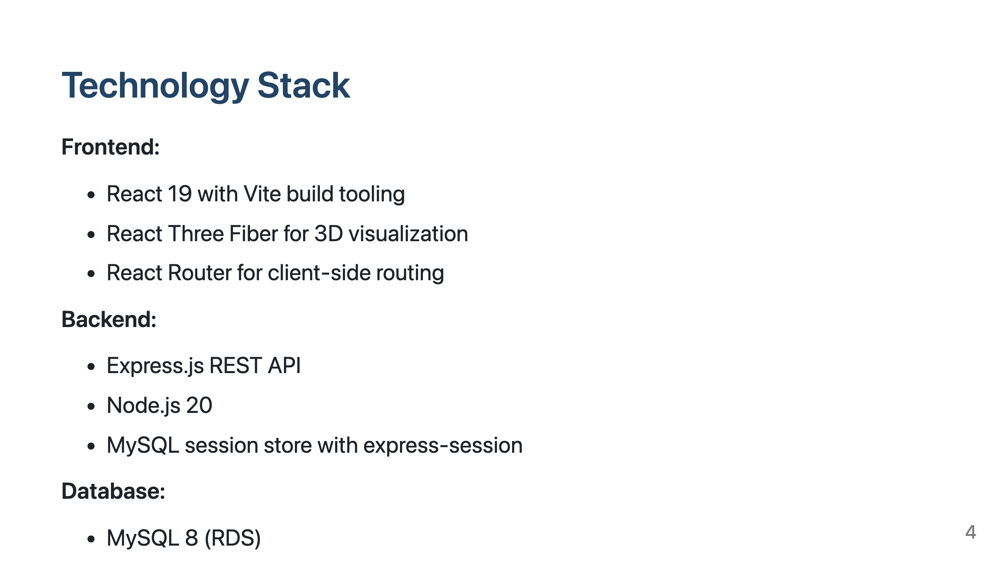 Technology Stack
Frontend:
• React 19 with Vite build tooling
• React Three Fiber for 3D visualization
• React Router for client-side routing
Backend:
• Express.js REST API
• Node.js 20
• MySQL session store with express-session
Database:
• MySQL 8 (RDS)
4